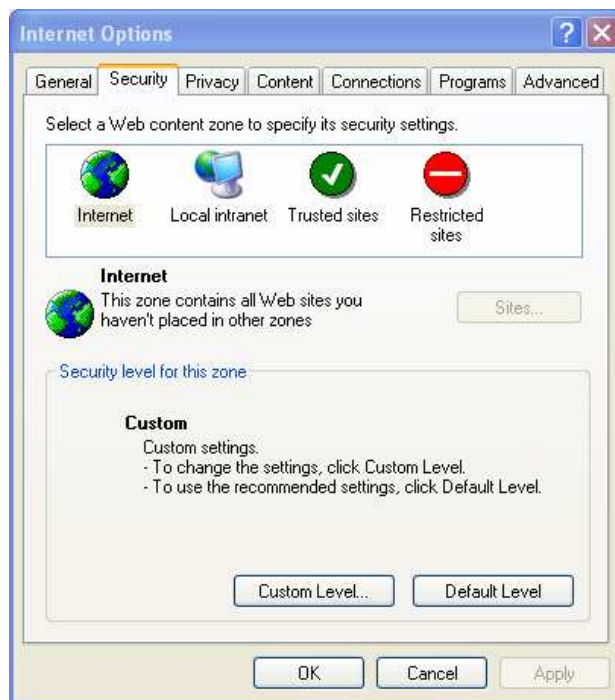 Internet Options
General Security Privacy Content Connections Programs Advanced
Select a Web content zone to specify its security settings.
Internet Local intranet Trusted sites Restricted
sites
Internet
This zone contains all Web sites you
haven't placed in other zones
Sites...
Security level for this zone
Custom
Custom settings.
- To change the settings, click Custom Level.
- To use the recommended settings, click Default Level.
Custom Level... Default Level
OK Cancel Apply